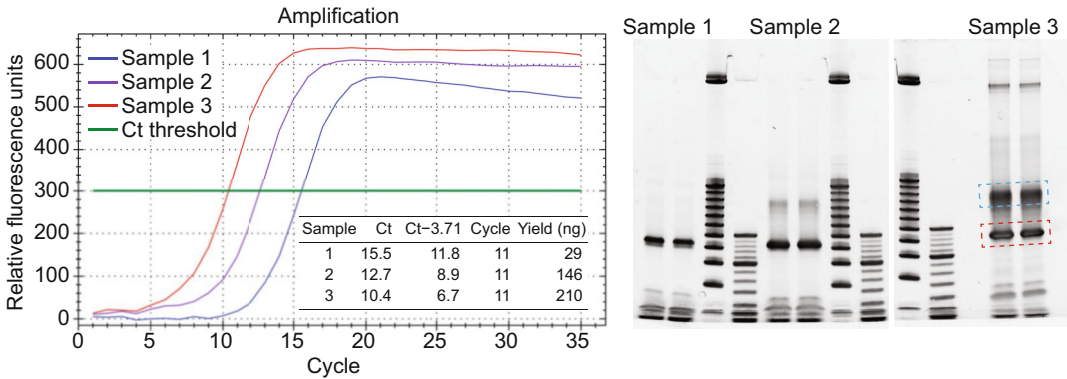 Amplification
Relative fluorescence units
600
500
400
300
200
100
0
Sample 1
Sample 2
Sample 3
Ct threshold
Sample Ct Ct−3.71 Cycle Yield (ng)
1 15.5 11.8 11 29
2 12.7 8.9 11 146
3 10.4 6.7 11 210
0 5 10 15 20 25 30 35
Cycle
Sample 1 Sample 2 Sample 3